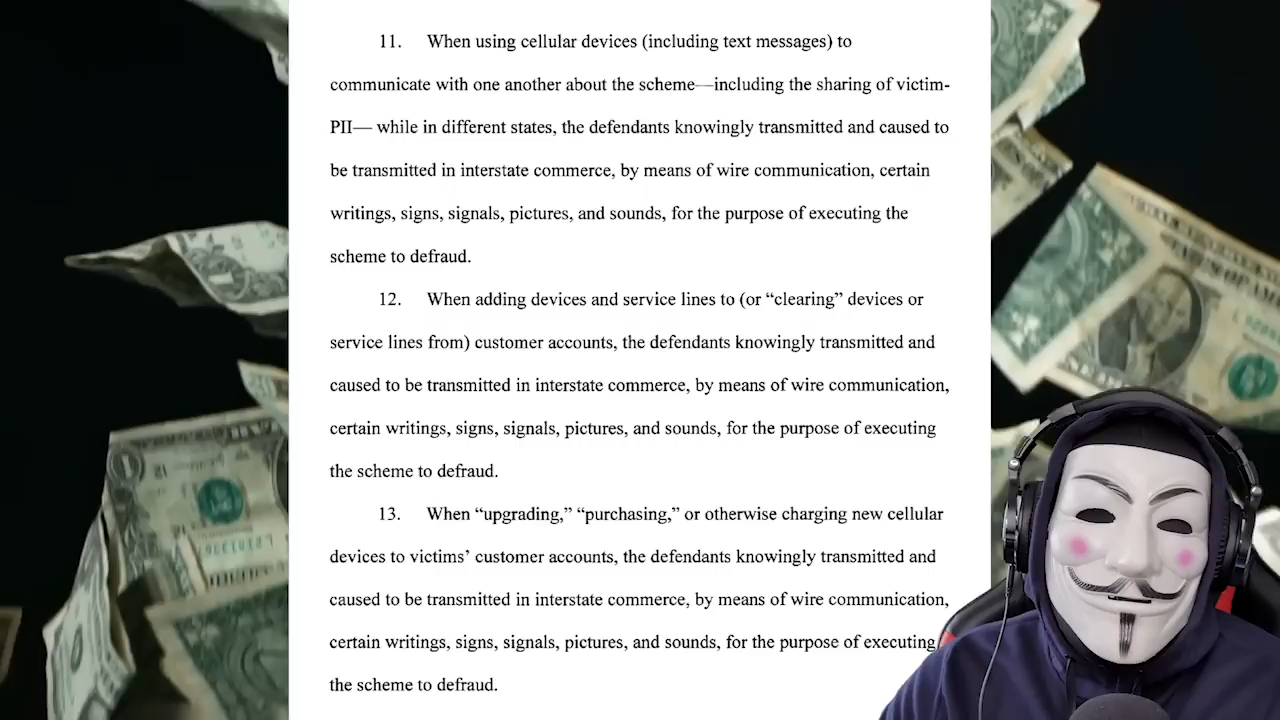 11. When using cellular devices (including text messages) to
communicate with one another about the scheme—including the sharing of victim-
PII— while in different states, the defendants knowingly transmitted and caused to
be transmitted in interstate commerce, by means of wire communication, certain
writings, signs, signals, pictures, and sounds, for the purpose of executing the
scheme to defraud.
12. When adding devices and service lines to (or “clearing” devices or
service lines from) customer accounts, the defendants knowingly transmitted and
caused to be transmitted in interstate commerce, by means of wire communication,
certain writings, signs, signals, pictures, and sounds, for the purpose of executing
the scheme to defraud.
13. When “upgrading,” “purchasing,” or otherwise charging new cellular
devices to victims’ customer accounts, the defendants knowingly transmitted and
caused to be transmitted in interstate commerce, by means of wire communication,
certain writings, signs, signals, pictures, and sounds, for the purpose of executing
the scheme to defraud.